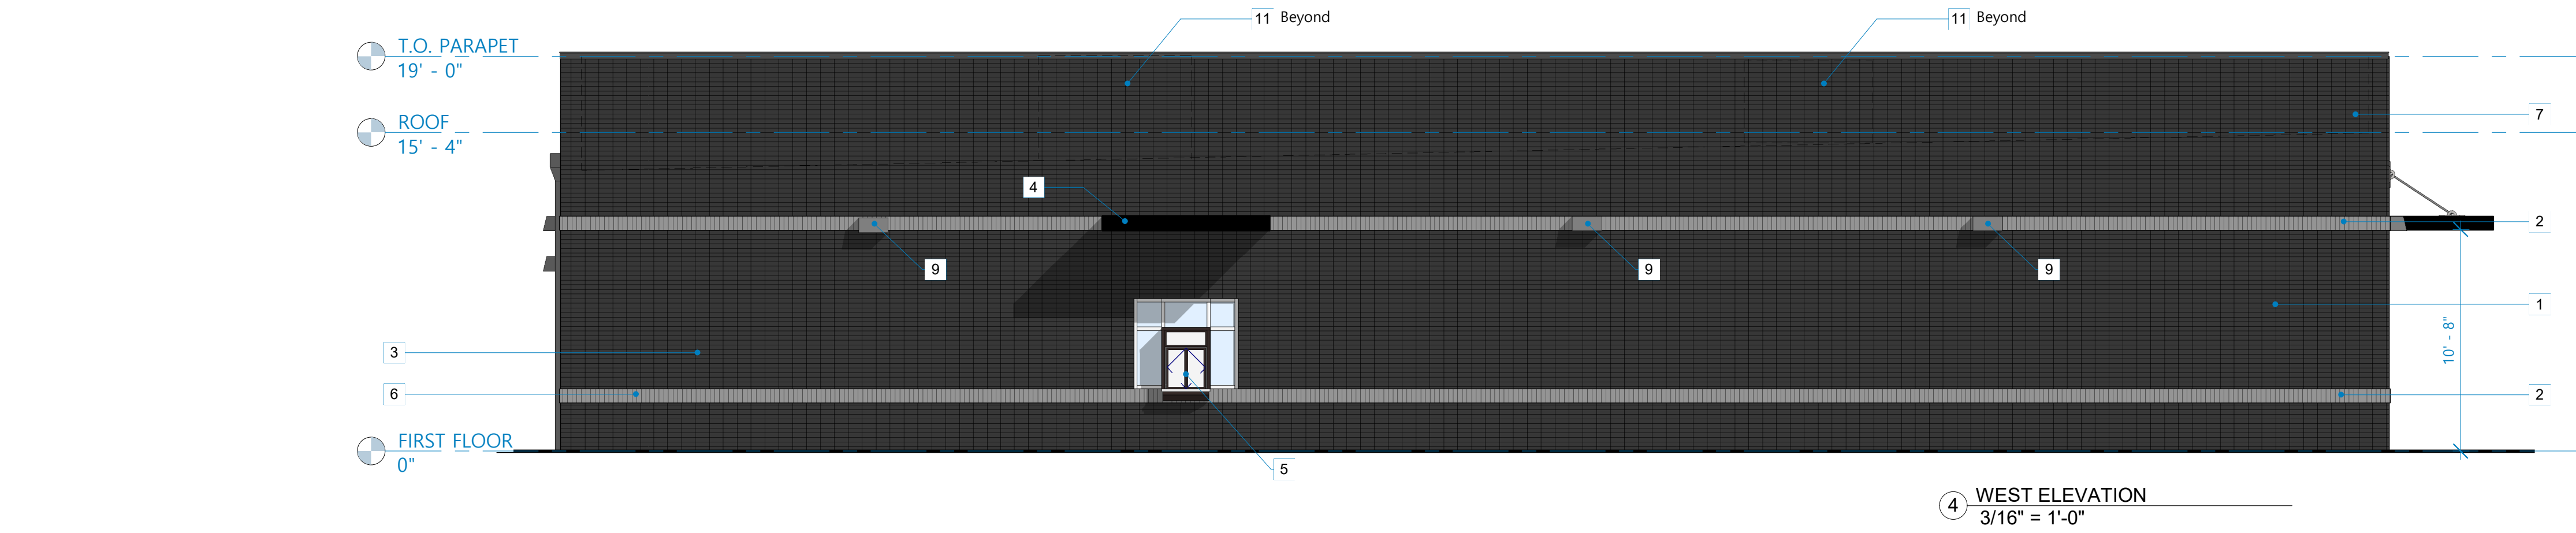 11 Beyond
11 Beyond
T.O. PARAPET
19' - 0"
7
ROOF
15' - 4"
4
2
9
9
9
1
10' - 8"
3
6
2
FIRST FLOOR
0"
5
4
WEST ELEVATION
3/16" = 1'-0"